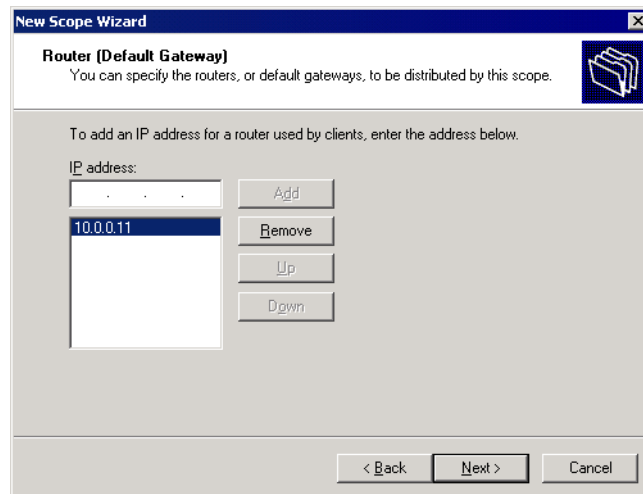 New Scope Wizard
Router (Default Gateway)
You can specify the routers, or default gateways, to be distributed by this scope.
To add an IP address for a router used by clients, enter the address below.
IP address:
. . .
Add
10.0.0.11
Remove
Up
Down
< Back
Next >
Cancel